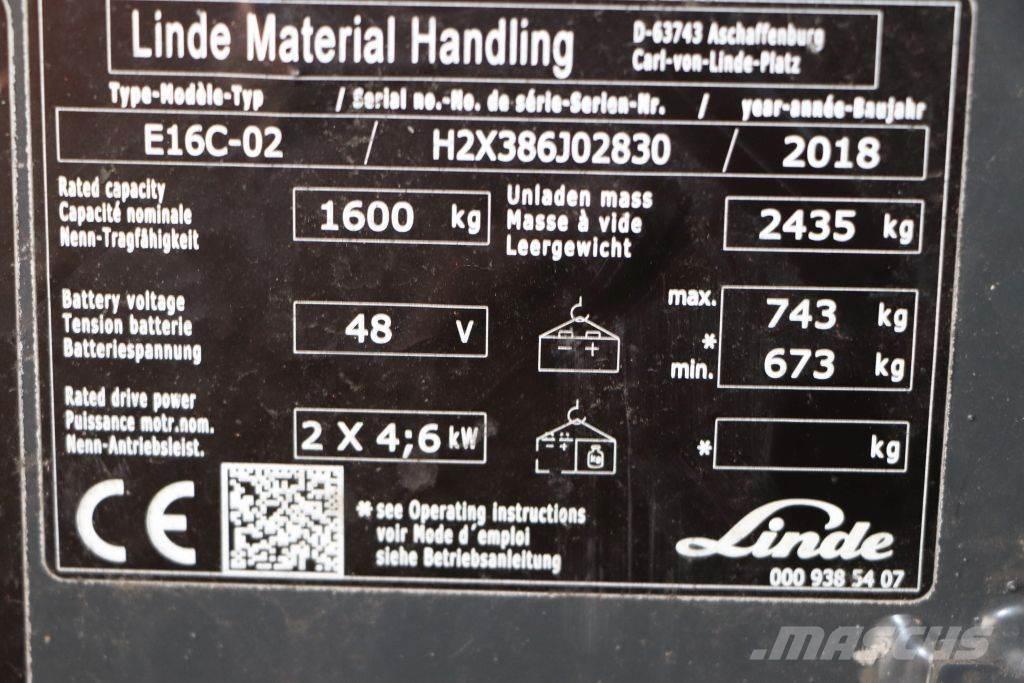 Linde Material Handling
D-63743 Aschaffenburg
Carl-von-Linde-Platz
Type-Modèle-Typ / Serial no.-No. de série-Serien-Nr. / year-année-Baujahr
E16C-02 / H2X386J02830 / 2018
Rated capacity
Capacité nominale
Nenn-Tragfähigkeit
1600 kg
Unladen mass
Masse à vide
Leergewicht
2435 kg
Battery voltage
Tension batterie
Batteriespannung
48 V
- +
max. 743 kg
*
min. 673 kg
Rated drive power
Puissance motr.nom.
Nenn-Antriebsleist.
2 X 4;6 kW
- + kg
* kg
CE
* see Operating instructions
voir Mode d'emploi
siehe Betriebsanleitung
Linde
000 938 54 07
MASCUS